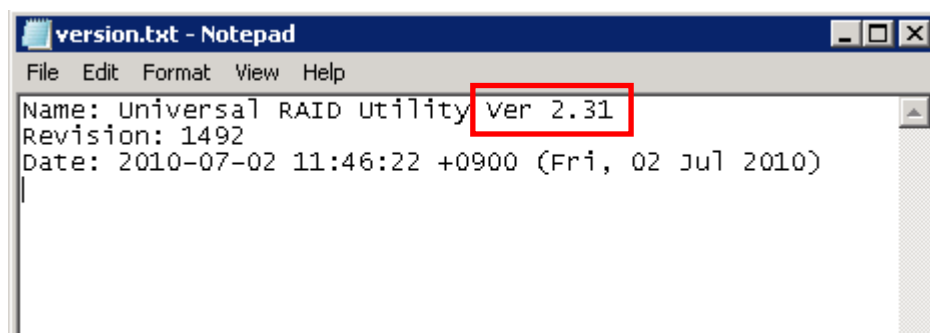 version.txt - Notepad
File Edit Format View Help
Name: Universal RAID Utility Ver 2.31
Revision: 1492
Date: 2010-07-02 11:46:22 +0900 (Fri, 02 Jul 2010)